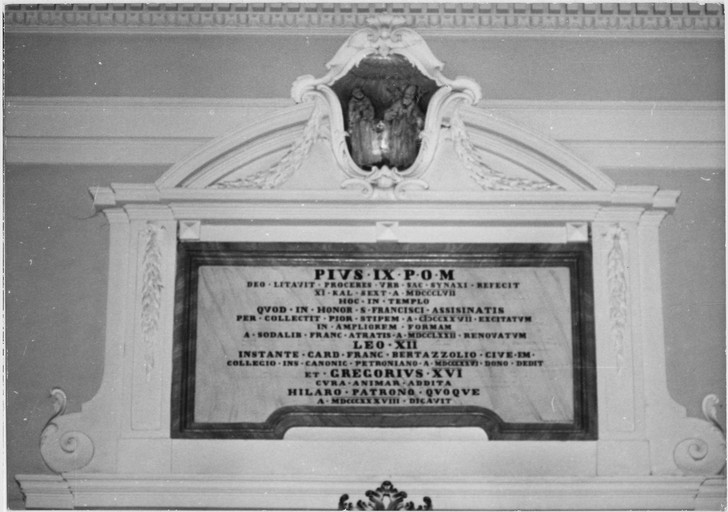 PIVS · IX · P · O · M
DEO · LITAVIT · PROCERES · VRB · SAC · SYNAXI · REFECIT
XI · KAL · SEXT · A · MDCCCLVII
HOC · IN · TEMPLO
QVOD · IN · HONOR · S · FRANCISCI · ASSISINATIS
PER · COLLECTIT · PIOR · STIPEM · EXCITATVM
IN · AMPLIOREM · FORMAM
A · SODALIB · FRANC · ATRATIS · A · MDCCLXXII · RENOVATVM
LEO · XII
INSTANTE · CARD · FRANC · BERTAZZOLIO · CIVE · IM ·
COLLEGIO · INS · CANONIC · PETRONIANO · DONO · DEDIT
ET · GREGORIVS · XVI
CVRA · ANIMAR · ADDITA
HILARO · PATRONO · QVOQVE
A · MDCCCXXXVIII · DICAVIT